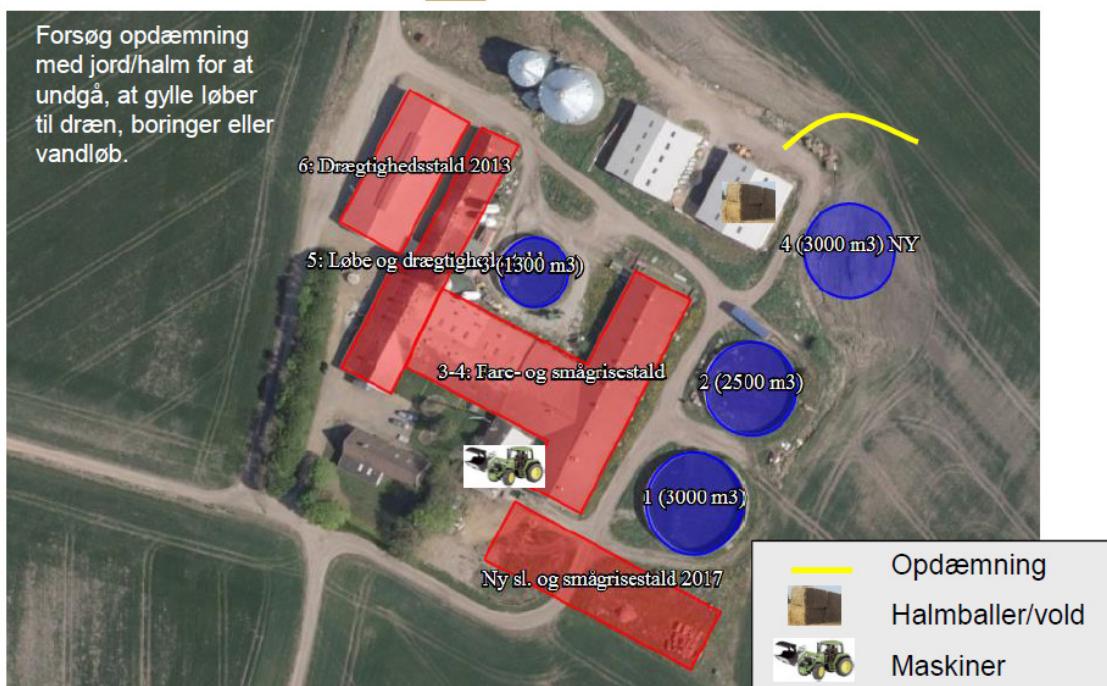 Forsøg opdæmning
med jord/halm for at
undgå, at gylle løber
til dræn, boringer eller
vandløb.
6: Drægtighedsstald 2013
5: Løbe og drægtighedsstald
3 (1300 m3)
4 (3000 m3) NY
3-4: Fare- og smågrisestald
2 (2500 m3)
1 (3000 m3)
Ny sl. og smågrisestald 2017
Opdæmning
Halmballer/vold
Maskiner